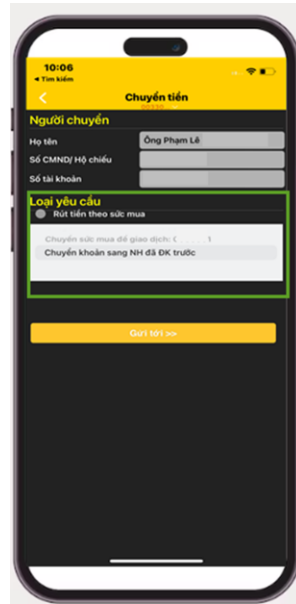 10:06
◂ Tìm kiếm
Chuyển tiền
Người chuyển
Họ tên Ông Phạm Lê
Số CMND/ Hộ chiếu
Số tài khoản
Loại yêu cầu
Rút tiền theo sức mua
Chuyển sức mua để giao dịch: ( 1
Chuyển khoản sang NH đã ĐK trước
Gửi tới >>